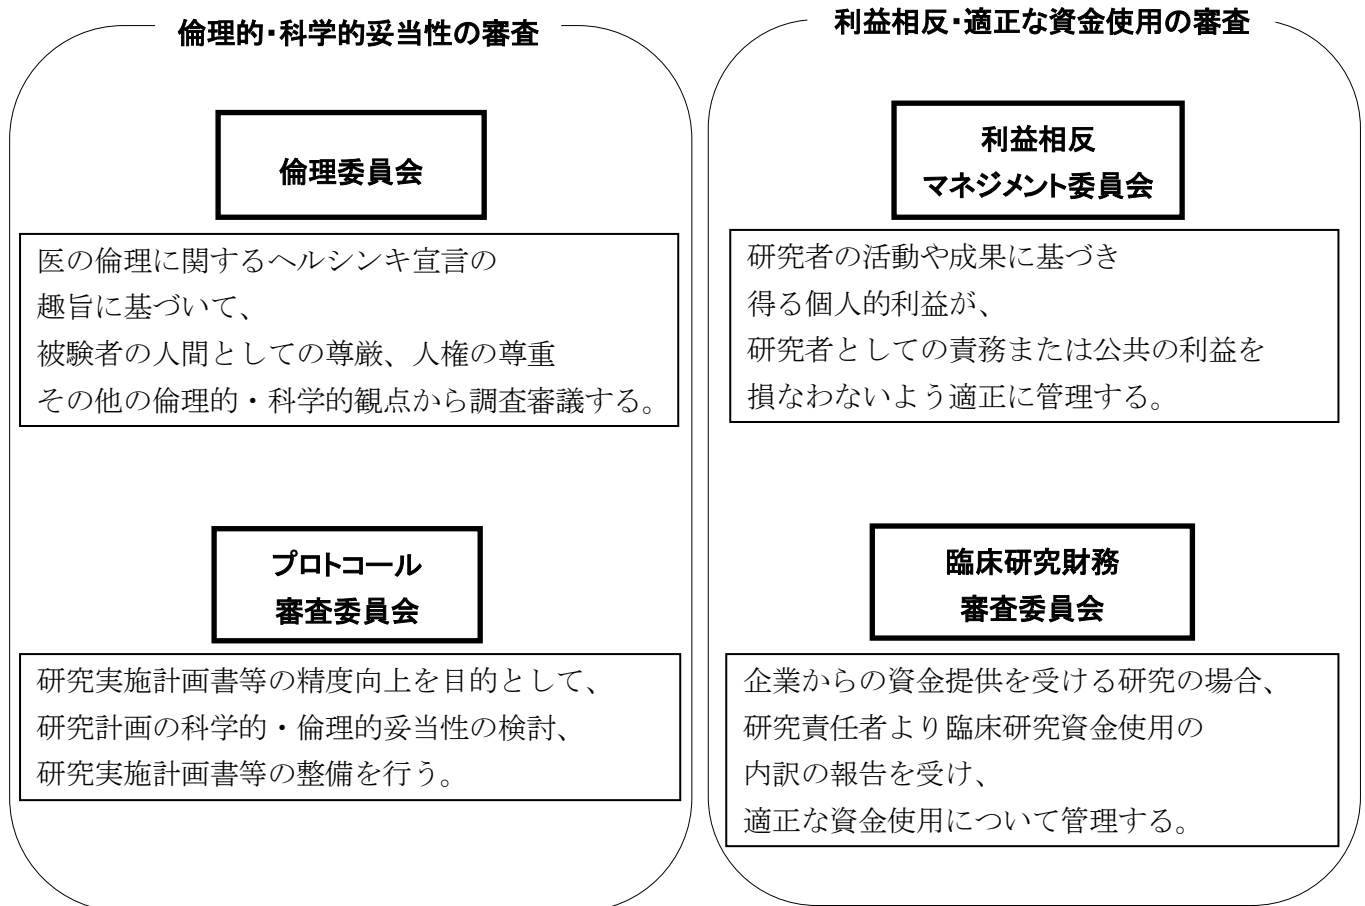 倫理的・科学的妥当性の審査
倫理委員会
医の倫理に関するヘルシンキ宣言の
趣旨に基づいて、
被験者の人間としての尊厳、人権の尊重
その他の倫理的・科学的観点から調査審議する。
プロトコール
審査委員会
研究実施計画書等の精度向上を目的として、
研究計画の科学的・倫理的妥当性の検討、
研究実施計画書等の整備を行う。
利益相反・適正な資金使用の審査
利益相反
マネジメント委員会
研究者の活動や成果に基づき
得る個人的利益が、
研究者としての責務または公共の利益を
損なわないよう適正に管理する。
臨床研究財務
審査委員会
企業からの資金提供を受ける研究の場合、
研究責任者より臨床研究資金使用の
内訳の報告を受け、
適正な資金使用について管理する。